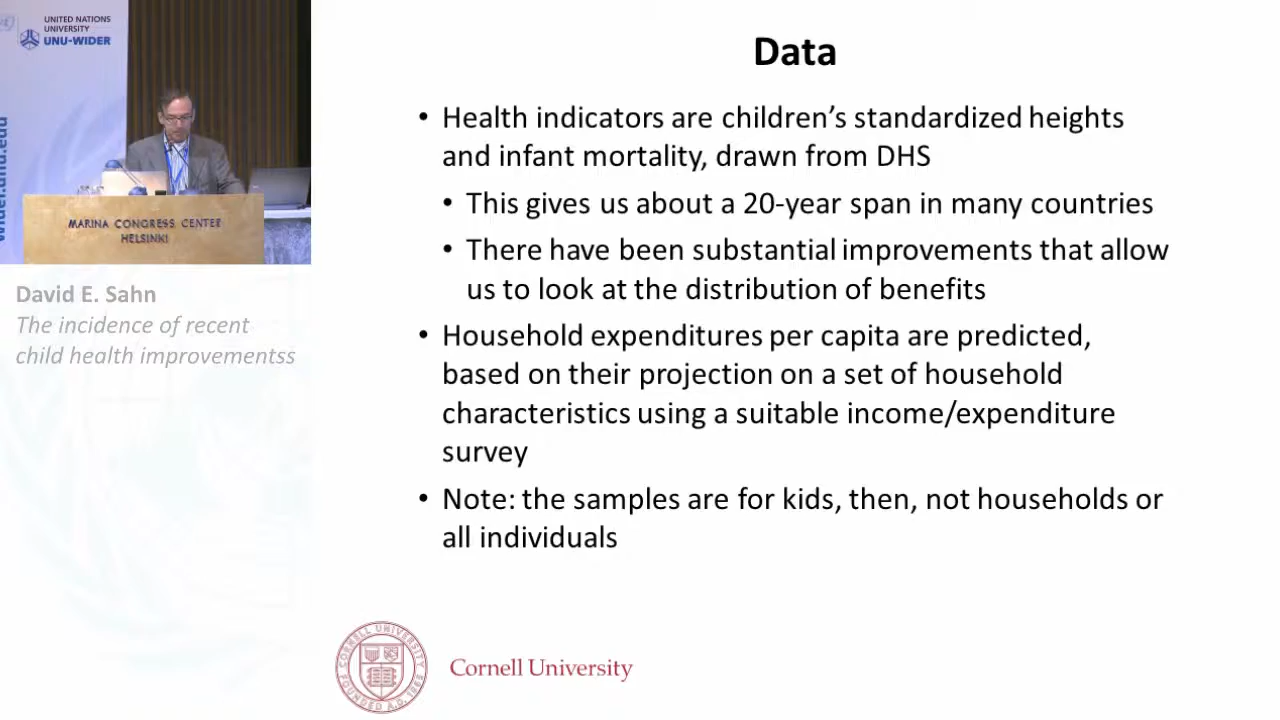 UNITED NATIONS
UNIVERSITY
UNU-WIDER
MARINA CONGRESS CENTER
HELSINKI
David E. Sahn
The incidence of recent
child health improvementss
Data
• Health indicators are children's standardized heights
and infant mortality, drawn from DHS
• This gives us about a 20-year span in many countries
• There have been substantial improvements that allow
us to look at the distribution of benefits
• Household expenditures per capita are predicted,
based on their projection on a set of household
characteristics using a suitable income/expenditure
survey
• Note: the samples are for kids, then, not households or
all individuals
CORNELL UNIVERSITY
FOUNDED A.D. 1865
Cornell University